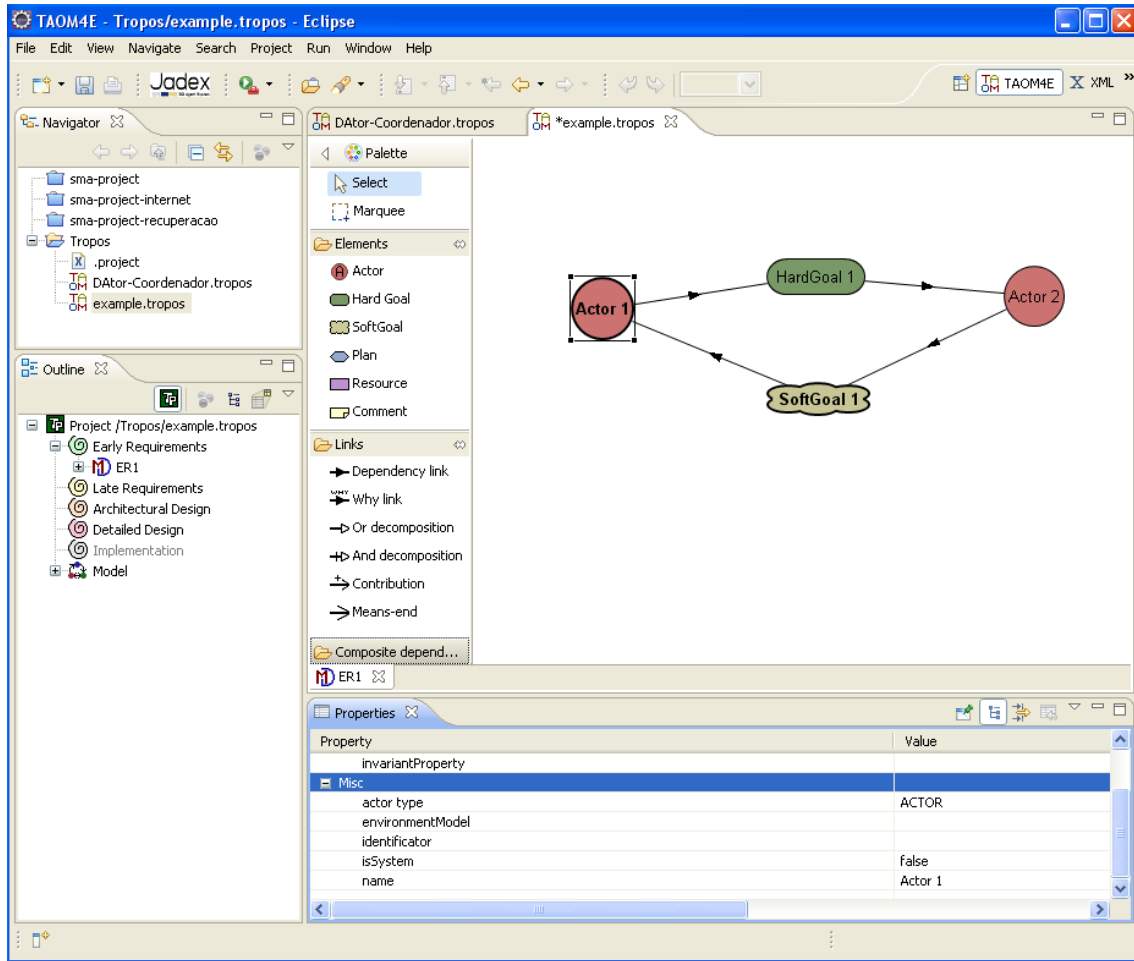 TAOM4E - Tropos/example.tropos - Eclipse
File Edit View Navigate Search Project Run Window Help
Jadex
TAOM4E
XML
Navigator
sma-project
sma-project-internet
sma-project-recuperacao
Tropos
.project
DAtor-Coordenador.tropos
example.tropos
Outline
Project /Tropos/example.tropos
Early Requirements
ER1
Late Requirements
Architectural Design
Detailed Design
Implementation
Model
DAtor-Coordenador.tropos
*example.tropos
Palette
Select
Marquee
Elements
Actor
Hard Goal
SoftGoal
Plan
Resource
Comment
Links
Dependency link
Why link
Or decomposition
And decomposition
Contribution
Means-end
Composite depend...
HardGoal 1
Actor 1
Actor 2
SoftGoal 1
ER1
Properties
Property Value
invariantProperty
Misc
actor type ACTOR
environmentModel
identificator
isSystem false
name Actor 1